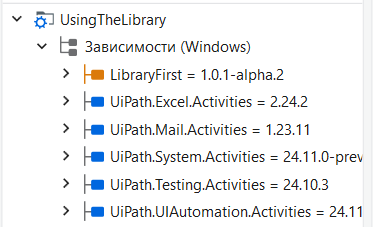 UsingTheLibrary
Зависимости (Windows)
LibraryFirst = 1.0.1-alpha.2
UiPath.Excel.Activities = 2.24.2
UiPath.Mail.Activities = 1.23.11
UiPath.System.Activities = 24.11.0-prev
UiPath.Testing.Activities = 24.10.3
UiPath.UIAutomation.Activities = 24.11